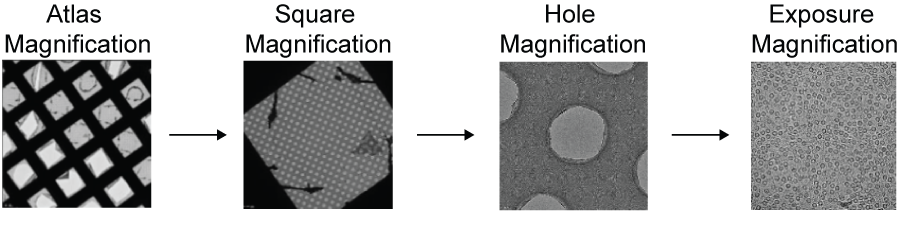 Atlas
Magnification
Square
Magnification
Hole
Magnification
Exposure
Magnification